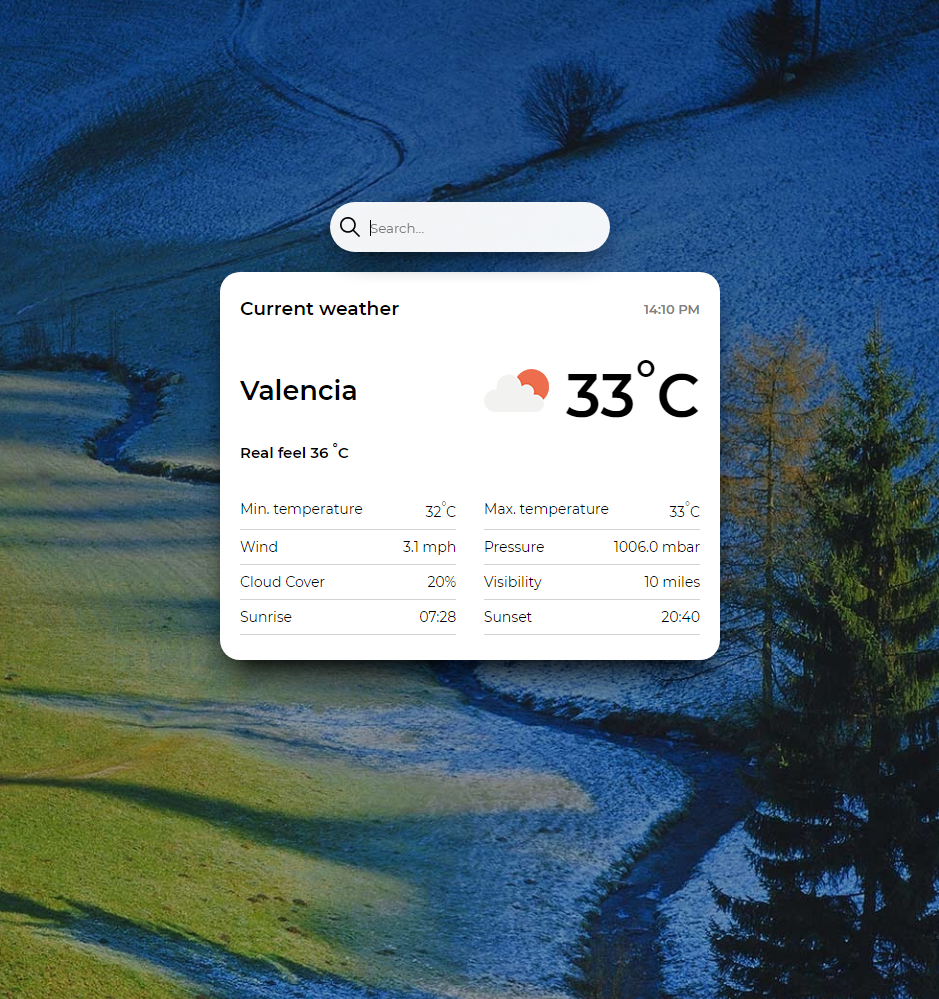 Search...
Current weather 14:10 PM
Valencia 33°C
Real feel 36 °C
Min. temperature 32°C Max. temperature 33°C
Wind 3.1 mph Pressure 1006.0 mbar
Cloud Cover 20% Visibility 10 miles
Sunrise 07:28 Sunset 20:40